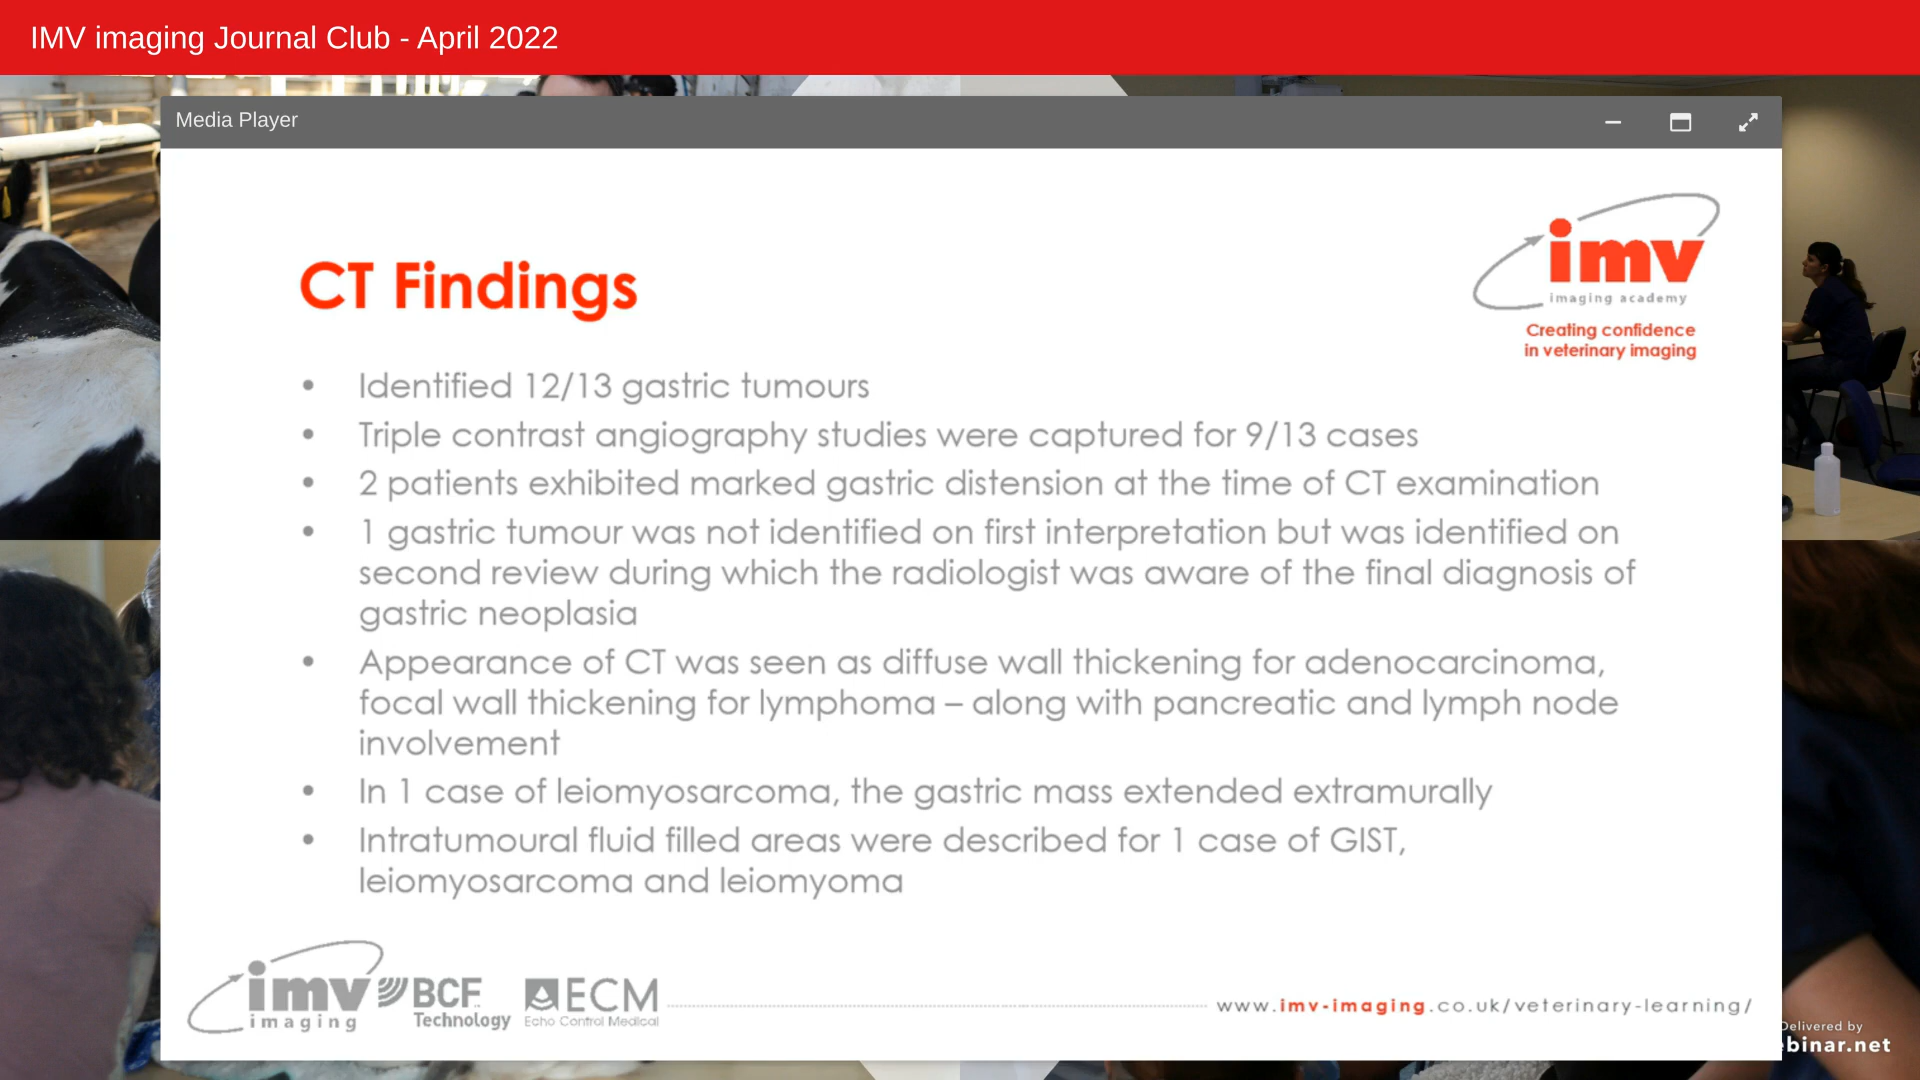 IMV imaging Journal Club - April 2022
Media Player
imv
imaging academy
Creating confidence
in veterinary imaging
CT Findings
• Identified 12/13 gastric tumours
• Triple contrast angiography studies were captured for 9/13 cases
• 2 patients exhibited marked gastric distension at the time of CT examination
• 1 gastric tumour was not identified on first interpretation but was identified on
second review during which the radiologist was aware of the final diagnosis of
gastric neoplasia
• Appearance of CT was seen as diffuse wall thickening for adenocarcinoma,
focal wall thickening for lymphoma – along with pancreatic and lymph node
involvement
• In 1 case of leiomyosarcoma, the gastric mass extended extramurally
• Intratumoural fluid filled areas were described for 1 case of GIST,
leiomyosarcoma and leiomyoma
imv
imaging
BCF
Technology
ECM
Echo Control Medical
www.imv-imaging.co.uk/veterinary-learning/
Delivered by
ebinar.net